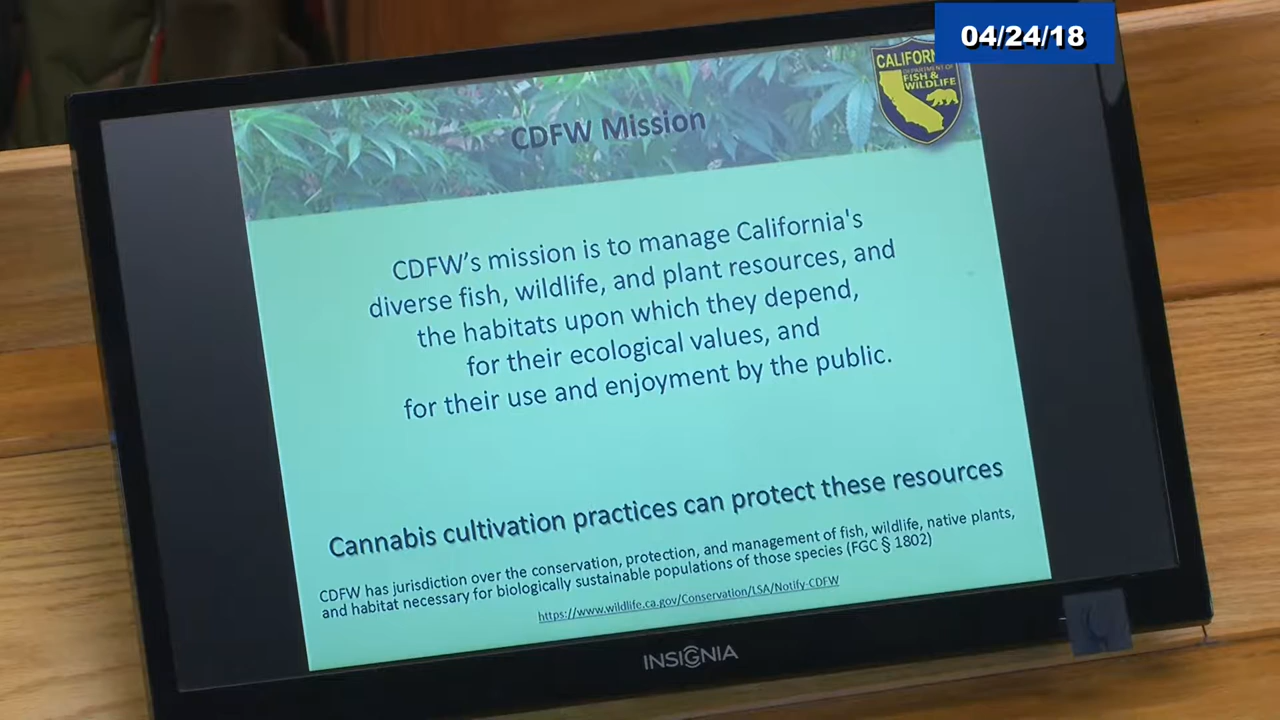 04/24/18
CALIFORN
DEPARTMENT OF
FISH &
WILDLIFE
CDFW Mission
CDFW’s mission is to manage California's
diverse fish, wildlife, and plant resources, and
the habitats upon which they depend,
for their ecological values, and
for their use and enjoyment by the public.
Cannabis cultivation practices can protect these resources
CDFW has jurisdiction over the conservation, protection, and management of fish, wildlife, native plants,
and habitat necessary for biologically sustainable populations of those species (FGC § 1802)
https://www.wildlife.ca.gov/Conservation/LSA/Notify-CDFW
INSIGNIA